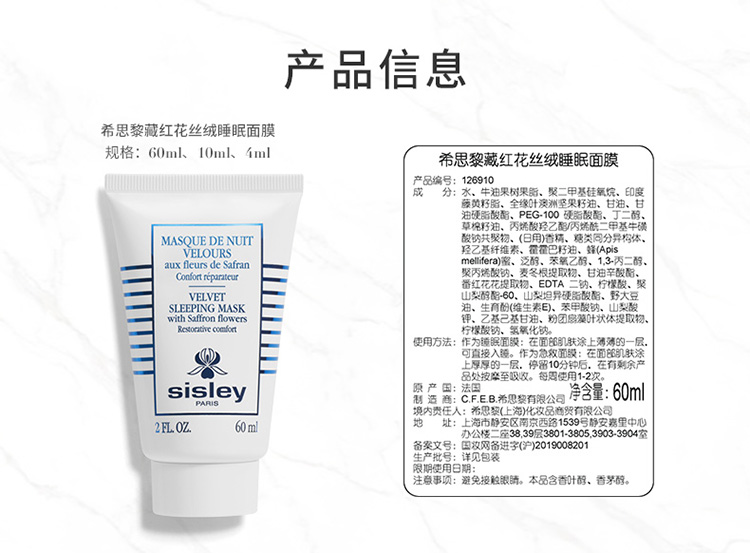 产品信息
希思黎藏红花丝绒睡眠面膜
规格：60ml、10ml、4ml
MASQUE DE NUIT
VELOURS
aux fleurs de Safran
Confort réparateur
VELVET
SLEEPING MASK
with Saffron flowers
Restorative comfort
sisley
PARIS
2 FL. OZ. 60 ml
希思黎藏红花丝绒睡眠面膜
产品编号：126910
成 分：水、牛油果树果脂、聚二甲基硅氧烷、印度
藤黄籽脂、全缘叶澳洲坚果籽油、甘油、甘
油硬脂酸酯、PEG-100 硬脂酸酯、丁二醇、
草棉籽油、丙烯酸羟乙酯/丙烯酰二甲基牛磺
酸钠共聚物、(日用)香精、糖类同分异构体、
羟乙基纤维素、霍霍巴籽油、蜂(Apis
mellifera)蜜、泛醇、苯氧乙醇、1,3-丙二醇、
聚丙烯酸钠、麦冬根提取物、甘油辛酸酯、
番红花花提取物、EDTA 二钠、柠檬酸、聚
山梨醇酯-60、山梨坦异硬脂酸酯、野大豆
油、生育酚(维生素E)、苯甲酸钠、山梨酸
钾、乙基己基甘油、粉团扇藻叶状体提取物、
柠檬酸钠、氢氧化钠。
使用方法：作为睡眠面膜：在面部肌肤涂上薄薄的一层，
可直接入睡。作为急救面膜：在面部肌肤涂
上厚厚的一层，停留10分钟后，在有剩余产
品处按摩至吸收。每周使用1-2次。
原 产 国：法国
制 造 商：C.F.E.B.希思黎有限公司 净含量：60ml
境内责任人：希思黎(上海)化妆品商贸有限公司
地 址：上海市静安区南京西路1539号静安嘉里中心
办公楼二座38,39层3801-3805,3903-3904室
备案文号：国妆网备进字(沪)2019008201
生产批号：详见包装
限期使用日期：
注意事项：避免接触眼睛。本品含香叶醇、香茅醇。